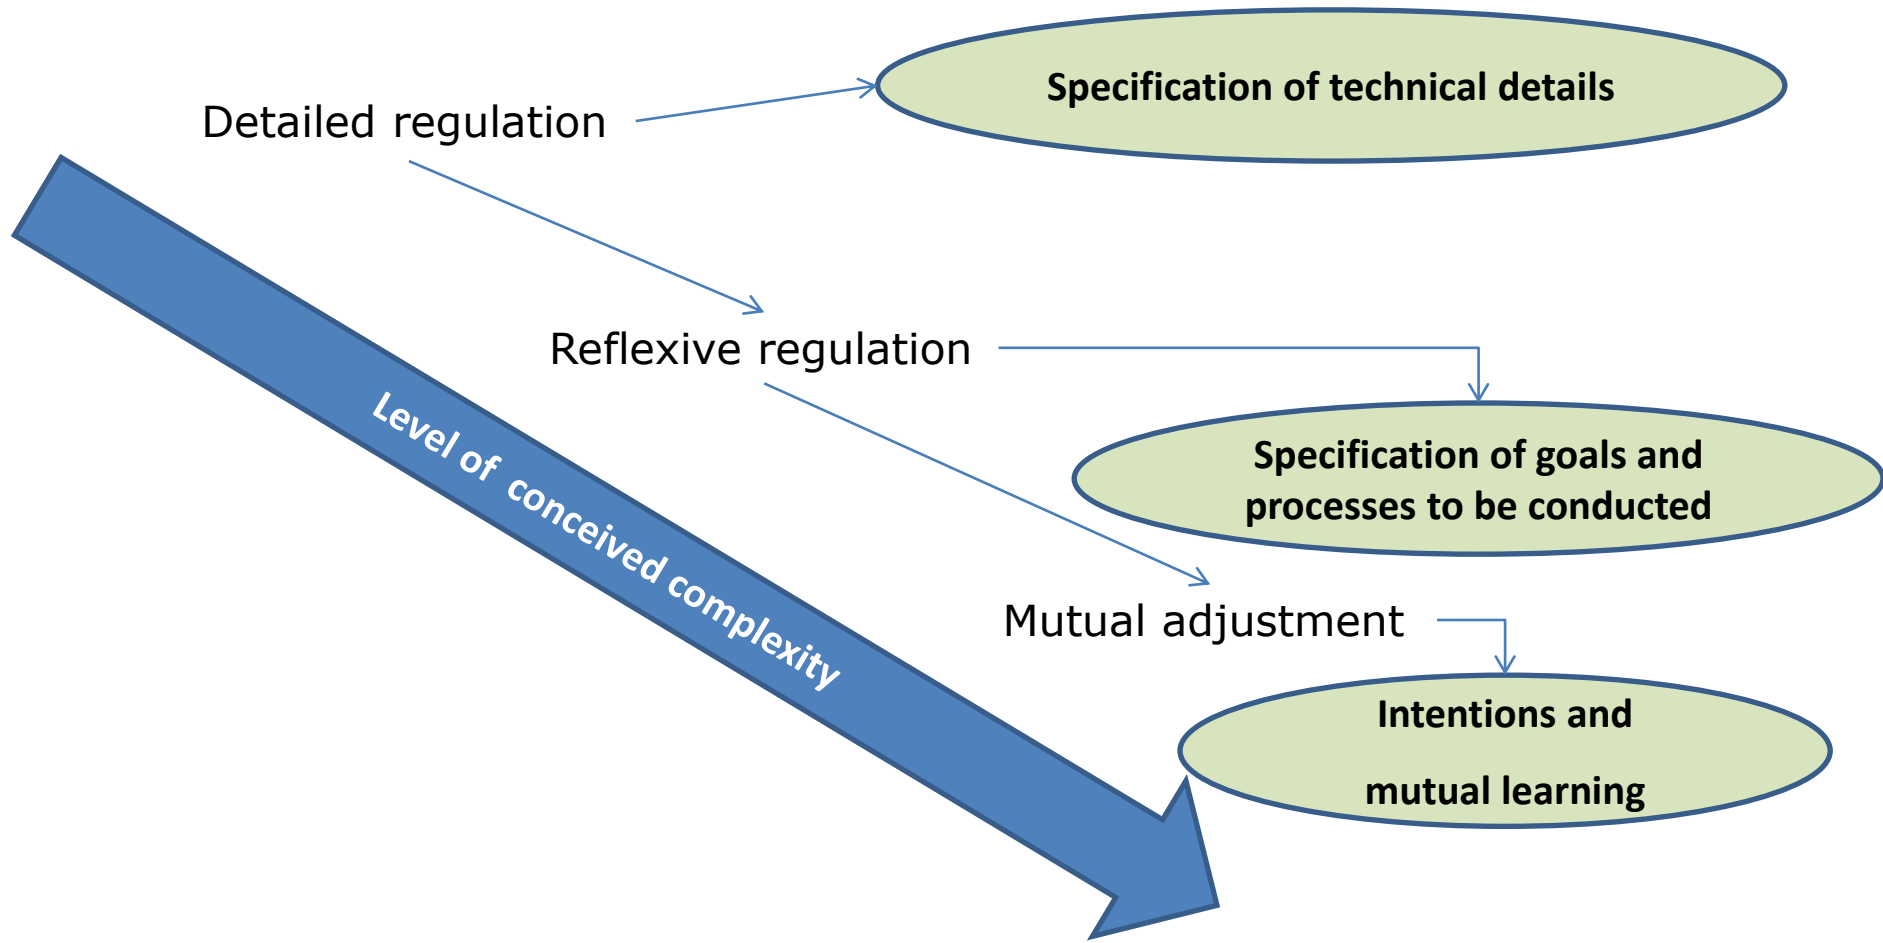 Specification of technical details
Detailed regulation
Reflexive regulation
Level of conceived complexity
Specification of goals and
processes to be conducted
Mutual adjustment
Intentions and
mutual learning